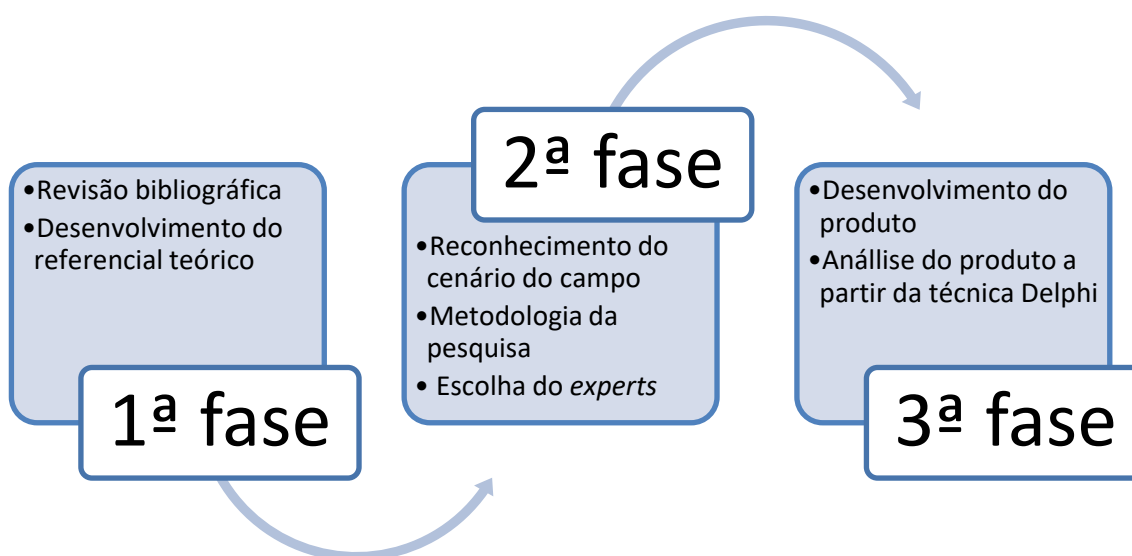 •Revisão bibliográfica
•Desenvolvimento do
referencial teórico
1ª fase
2ª fase
•Reconhecimento do
cenário do campo
•Metodologia da
pesquisa
• Escolha do experts
•Desenvolvimento do
produto
•Anállise do produto a
partir da técnica Delphi
3ª fase